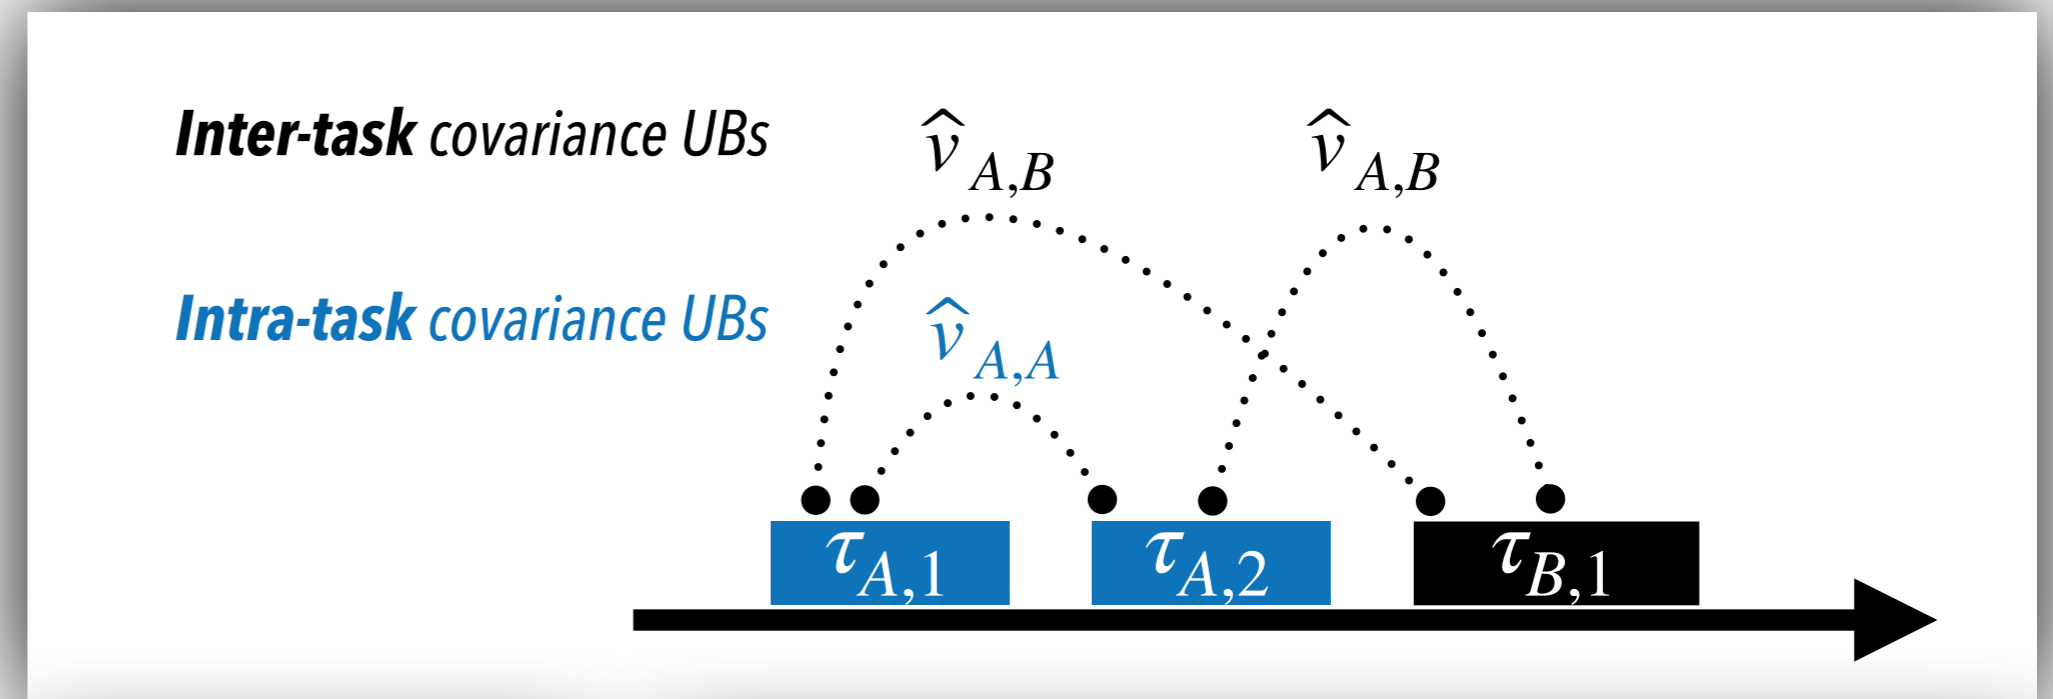 Inter-task covariance UBs
v̂ A,B
v̂ A,B
Intra-task covariance UBs
v̂ A,A
τA,1
τA,2
τB,1